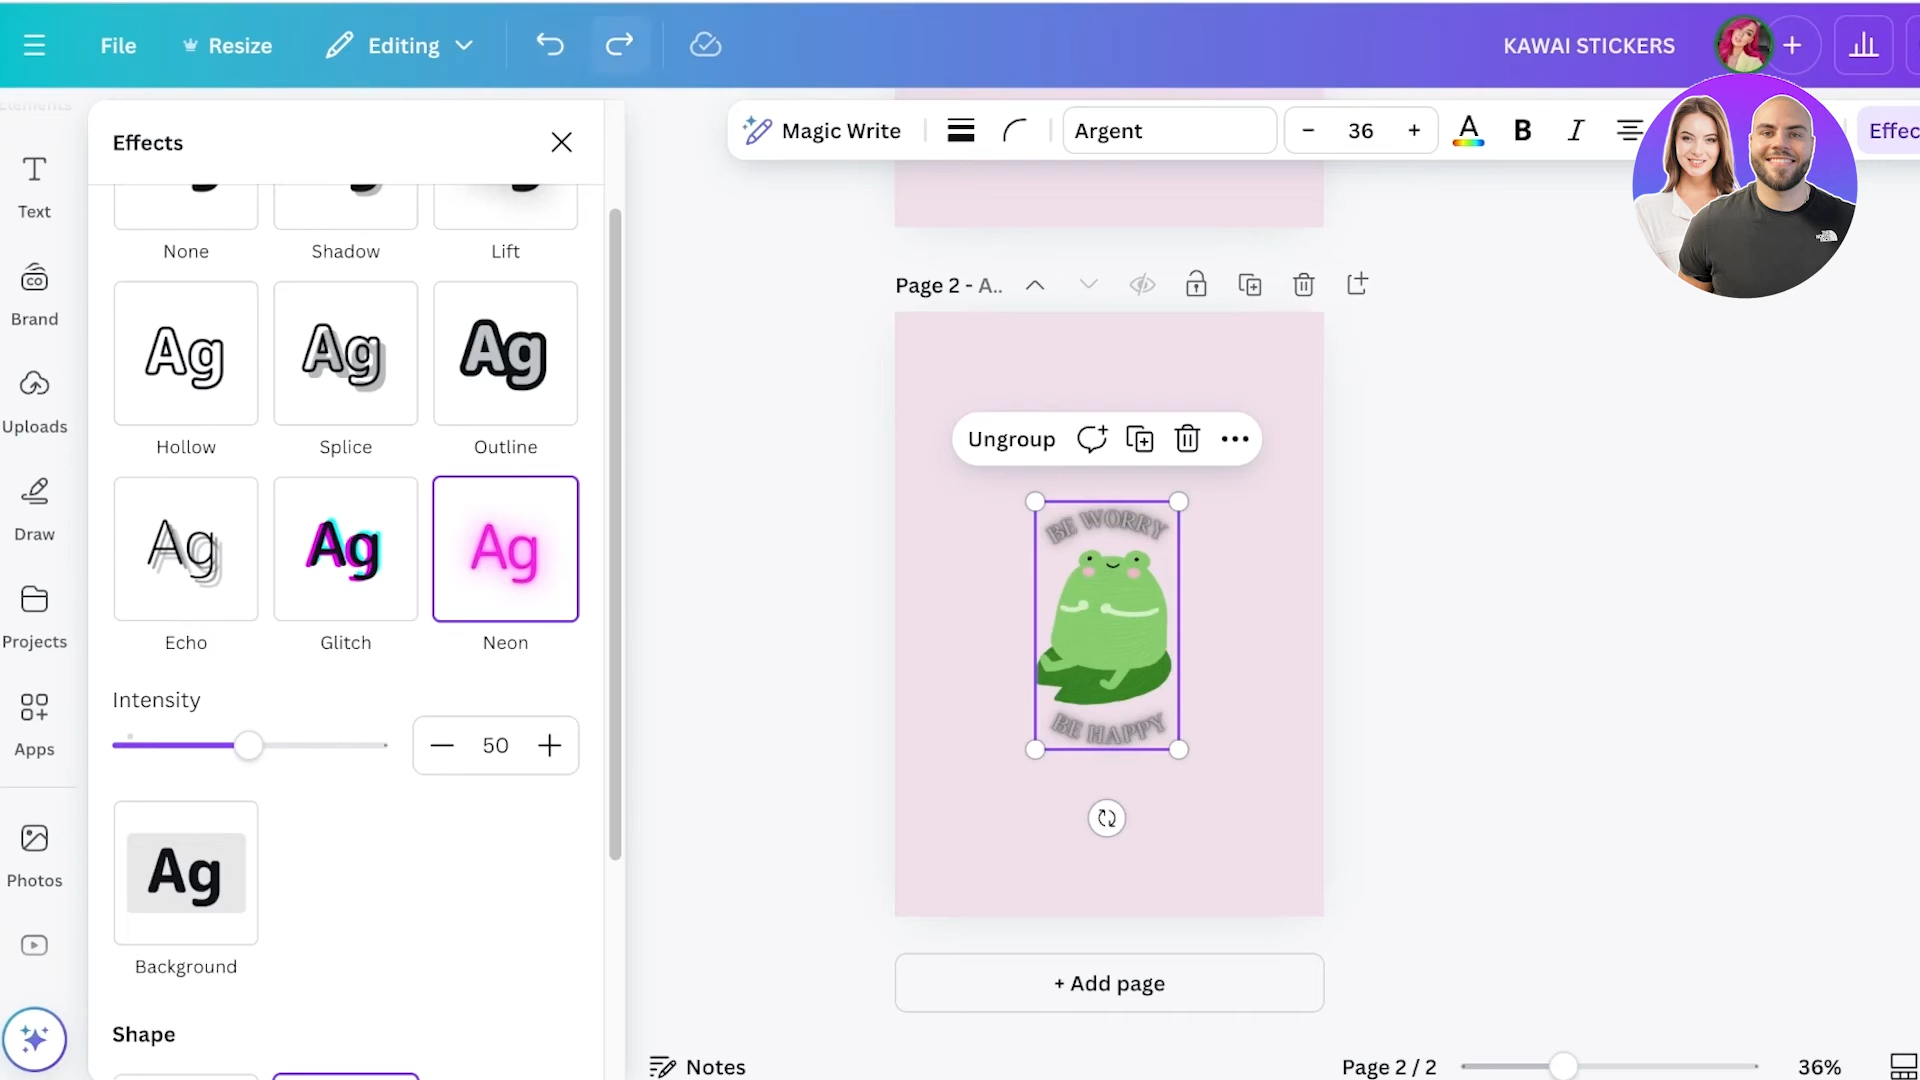 File
Resize
Editing
KAWAI STICKERS
Elements
Text
Brand
Uploads
Draw
Projects
Apps
Photos
Effects
None
Shadow
Lift
Ag
Hollow
Ag
Splice
Ag
Outline
Ag
Echo
Ag
Glitch
Ag
Neon
Intensity
50
Ag
Background
Shape
Magic Write
Argent
– 36 +
A
B
I
Effec
Page 2 - A..
Ungroup
BE WORRY
BE HAPPY
+ Add page
Notes
Page 2 / 2
36%